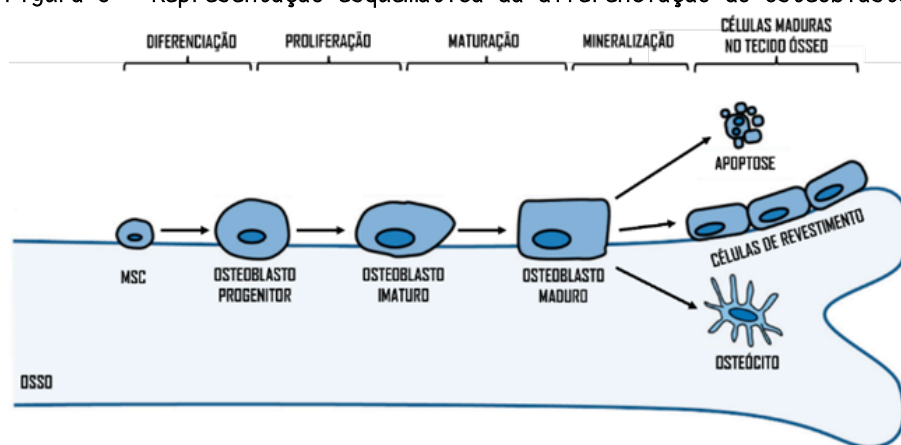 DIFERENCIAÇÃO
PROLIFERAÇÃO
MATURAÇÃO
MINERALIZAÇÃO
CÉLULAS MADURAS
NO TECIDO ÓSSEO
APOPTOSE
CÉLULAS DE REVESTIMENTO
MSC
OSTEOBLASTO
PROGENITOR
OSTEOBLASTO
IMATURO
OSTEOBLASTO
MADURO
OSTEÓCITO
OSSO